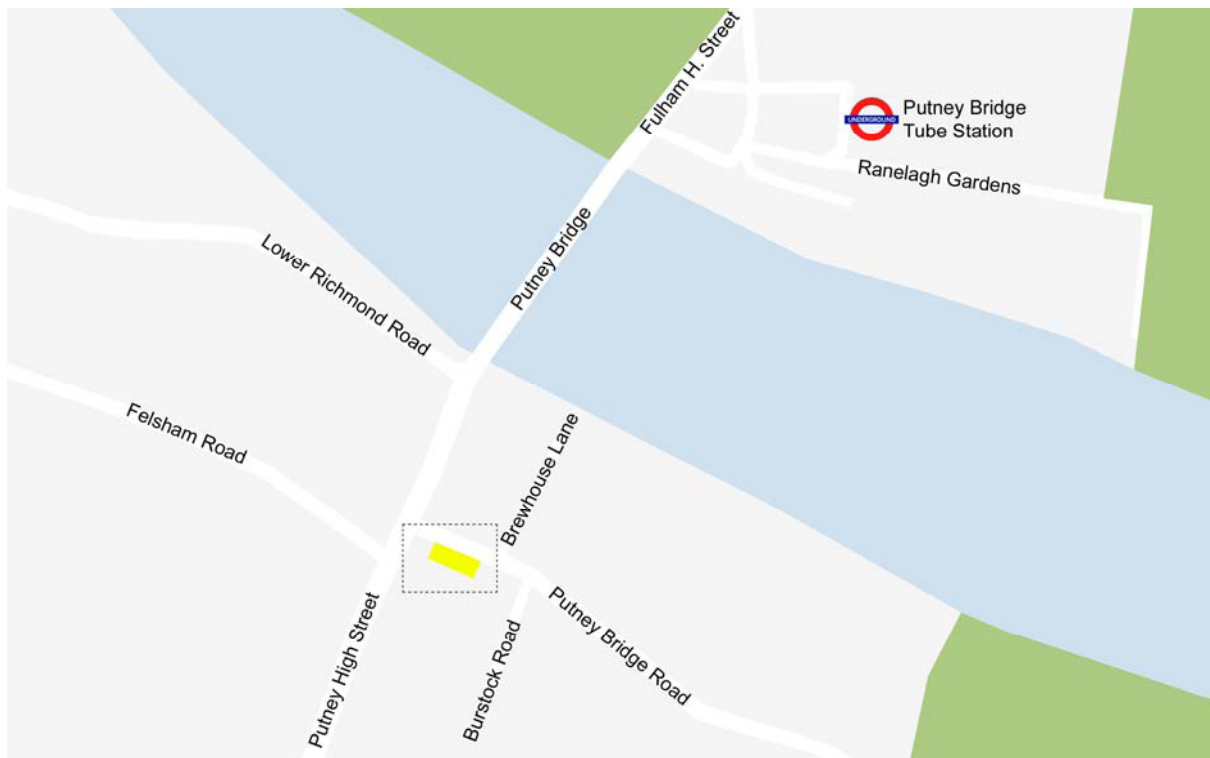 Fulham H. Street
UNDERGROUND
Putney Bridge
Tube Station
Ranelagh Gardens
Putney Bridge
Lower Richmond Road
Felsham Road
Brewhouse Lane
Putney Bridge Road
Burstock Road
Putney High Street